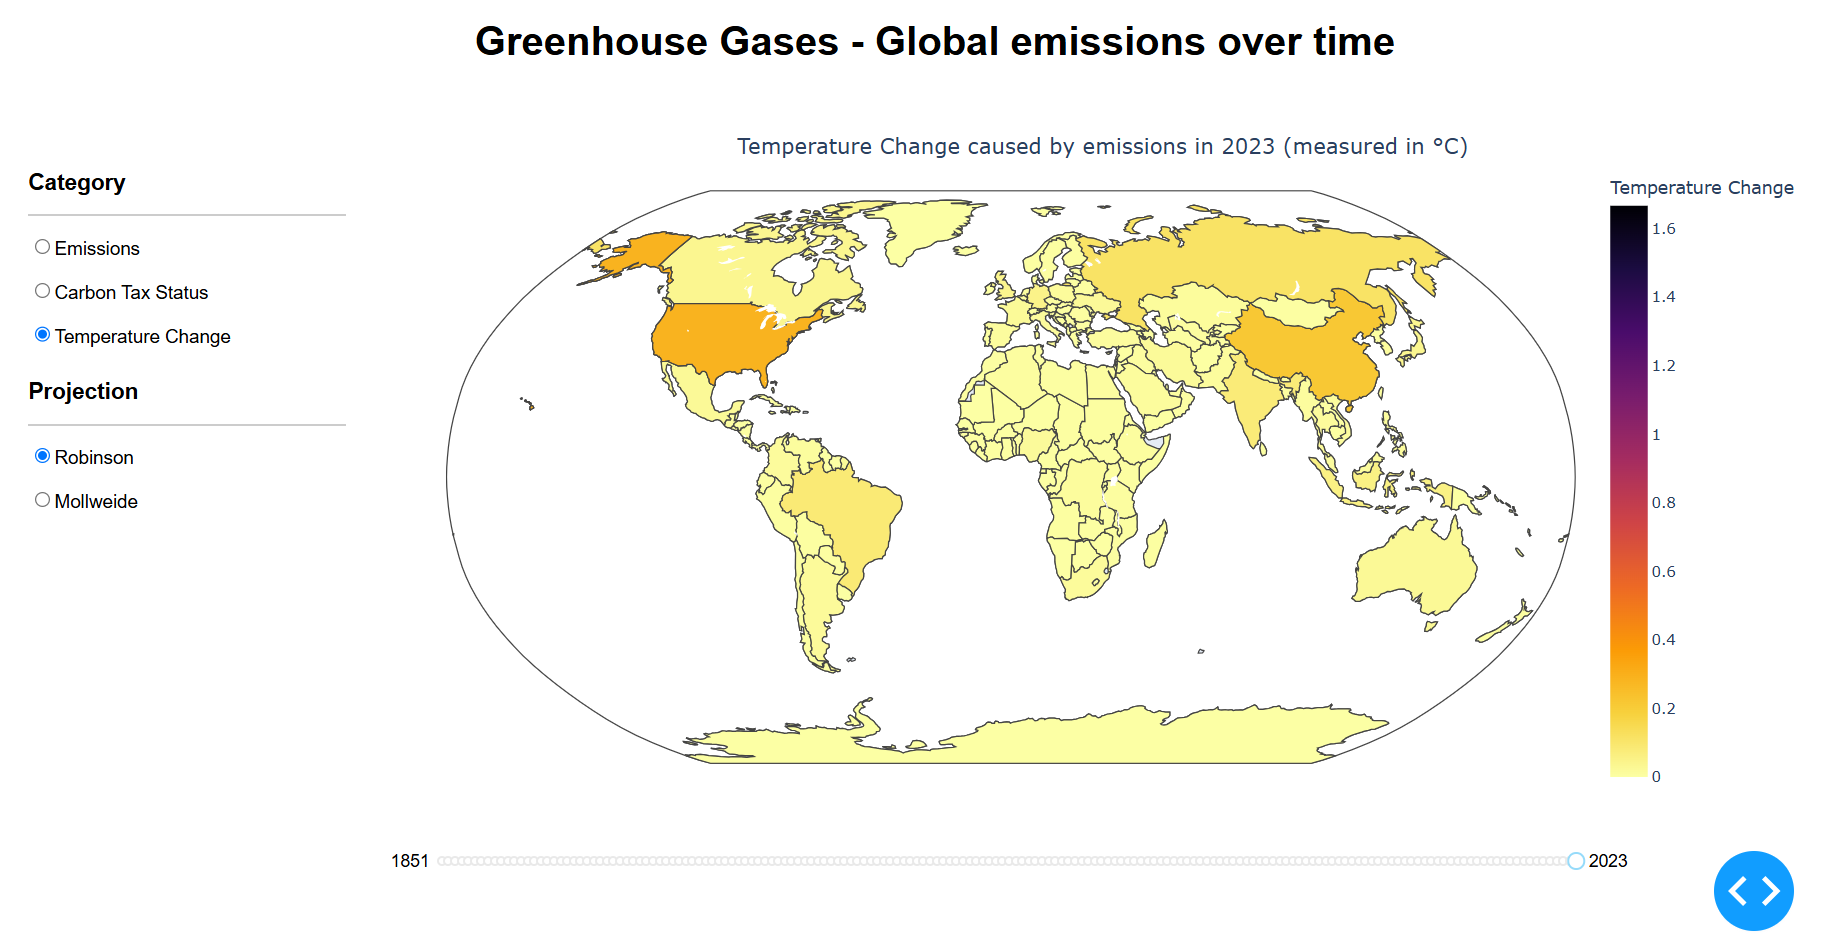 Greenhouse Gases - Global emissions over time
Category
Emissions
Carbon Tax Status
Temperature Change
Projection
Robinson
Mollweide
Temperature Change caused by emissions in 2023 (measured in °C)
Temperature Change
1.6
1.4
1.2
1
0.8
0.6
0.4
0.2
0
1851
2023